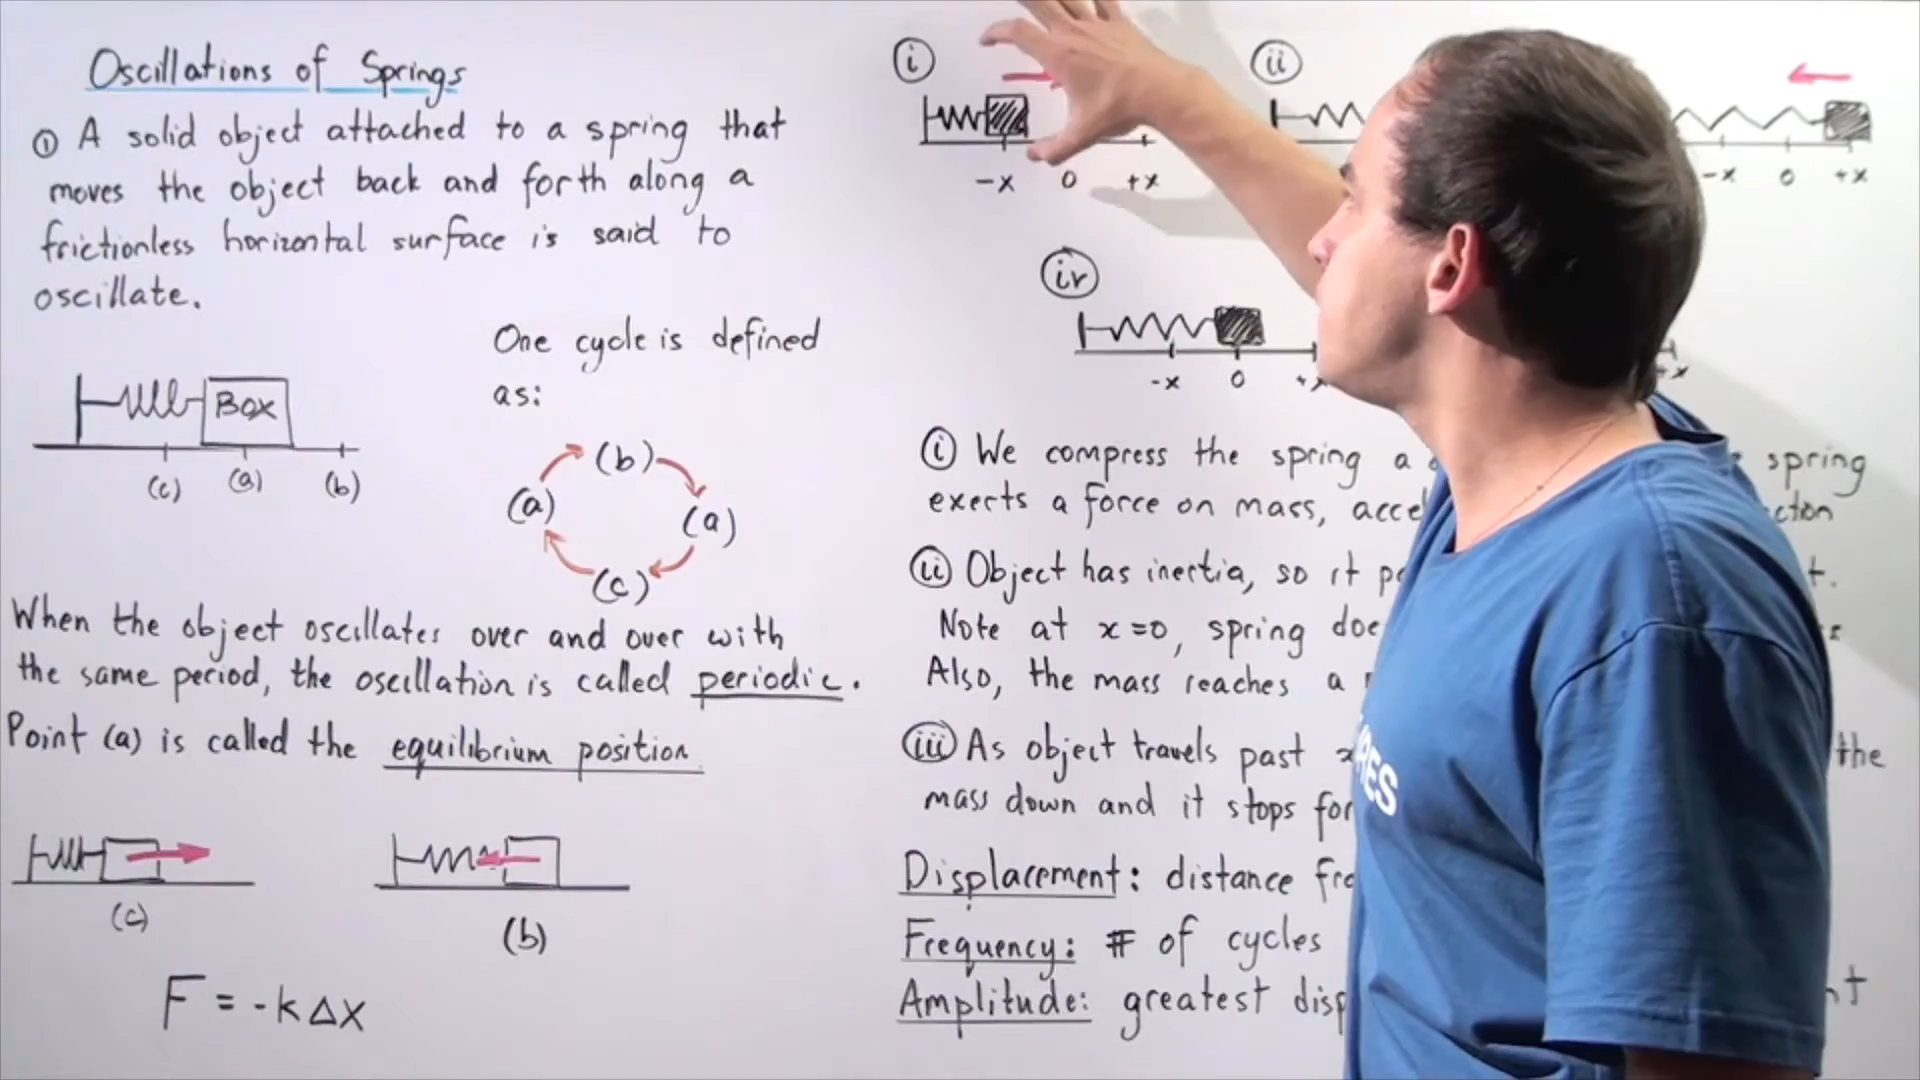 Oscillations of Springs
① A solid object attached to a spring that
moves the object back and forth along a
frictionless horizontal surface is said to
oscillate.
One cycle is defined
as:
Box
(c) (a) (b)
(b)
(a) (a)
(c)
When the object oscillates over and over with
the same period, the oscillation is called periodic.
Point (a) is called the equilibrium position
(c) (b)
F = -kΔx
i
-x 0 +x
ii
-x 0 +x
iv
-x 0 +x
+x
i We compress the spring a spring
exerts a force on mass,
ii Object has inertia, so it
Note at x=0, spring
Also, the mass reaches a
iii As object travels past the
mass down and it stops for
Displacement: distance
Frequency: # of cycles
Amplitude: greatest